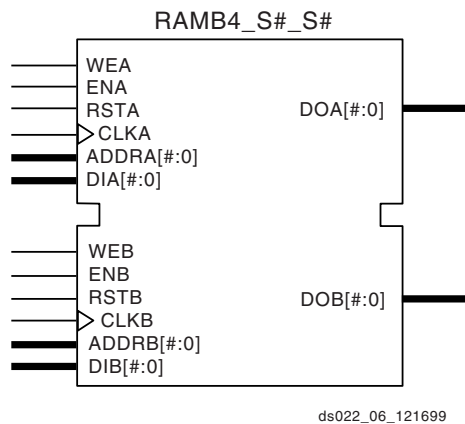 RAMB4_S#_S#
WEA
ENA
RSTA
DOA[#:0]
CLKA
ADDRA[#:0]
DIA[#:0]
WEB
ENB
RSTB
DOB[#:0]
CLKB
ADDRB[#:0]
DIB[#:0]
ds022_06_121699